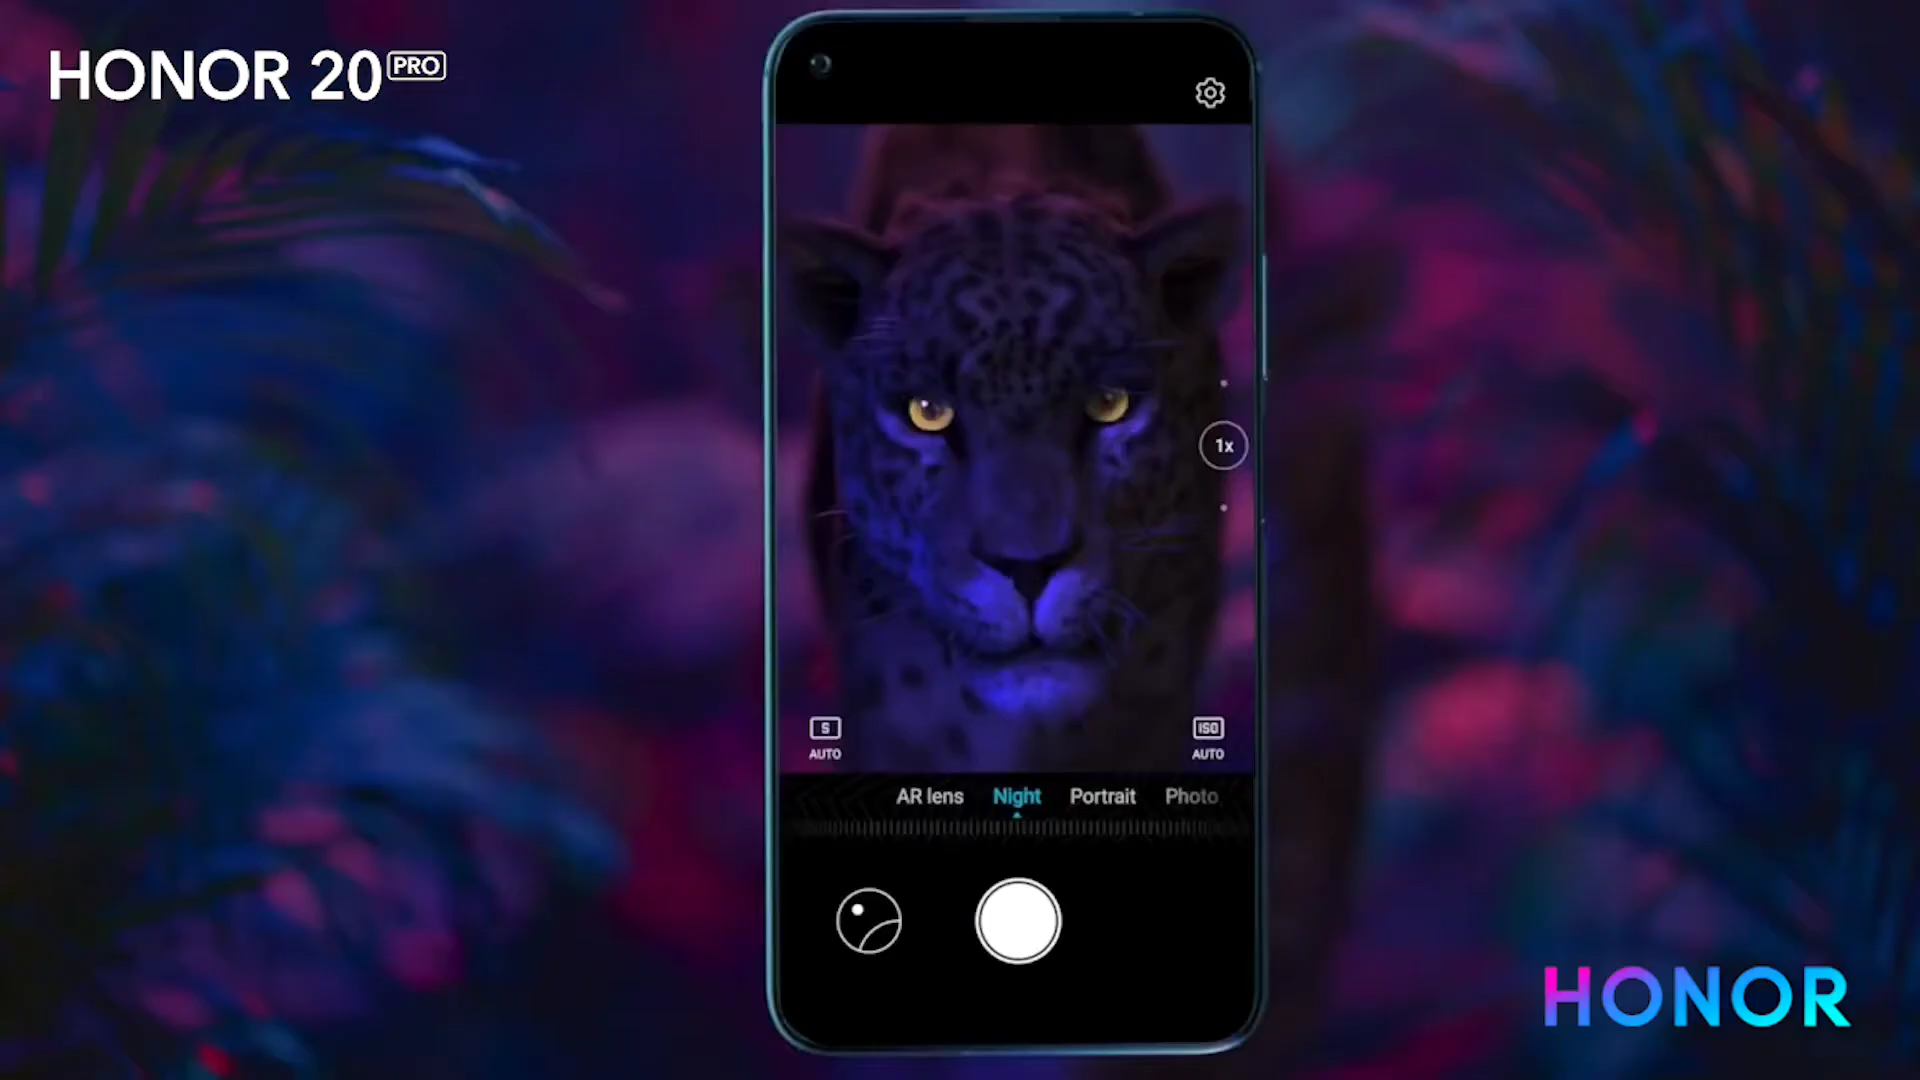 HONOR 20 PRO
1x
S
ISO
AUTO
AUTO
AR lens Night Portrait Photo
HONOR